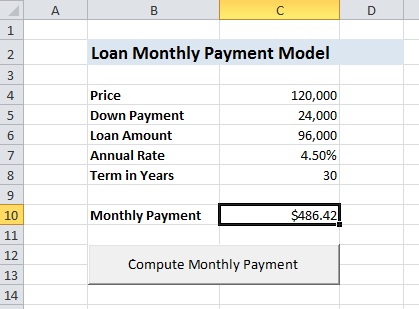 A B C D
1
2 Loan Monthly Payment Model
3
4 Price 120,000
5 Down Payment 24,000
6 Loan Amount 96,000
7 Annual Rate 4.50%
8 Term in Years 30
9
10 Monthly Payment $486.42
11
12 Compute Monthly Payment
13
14